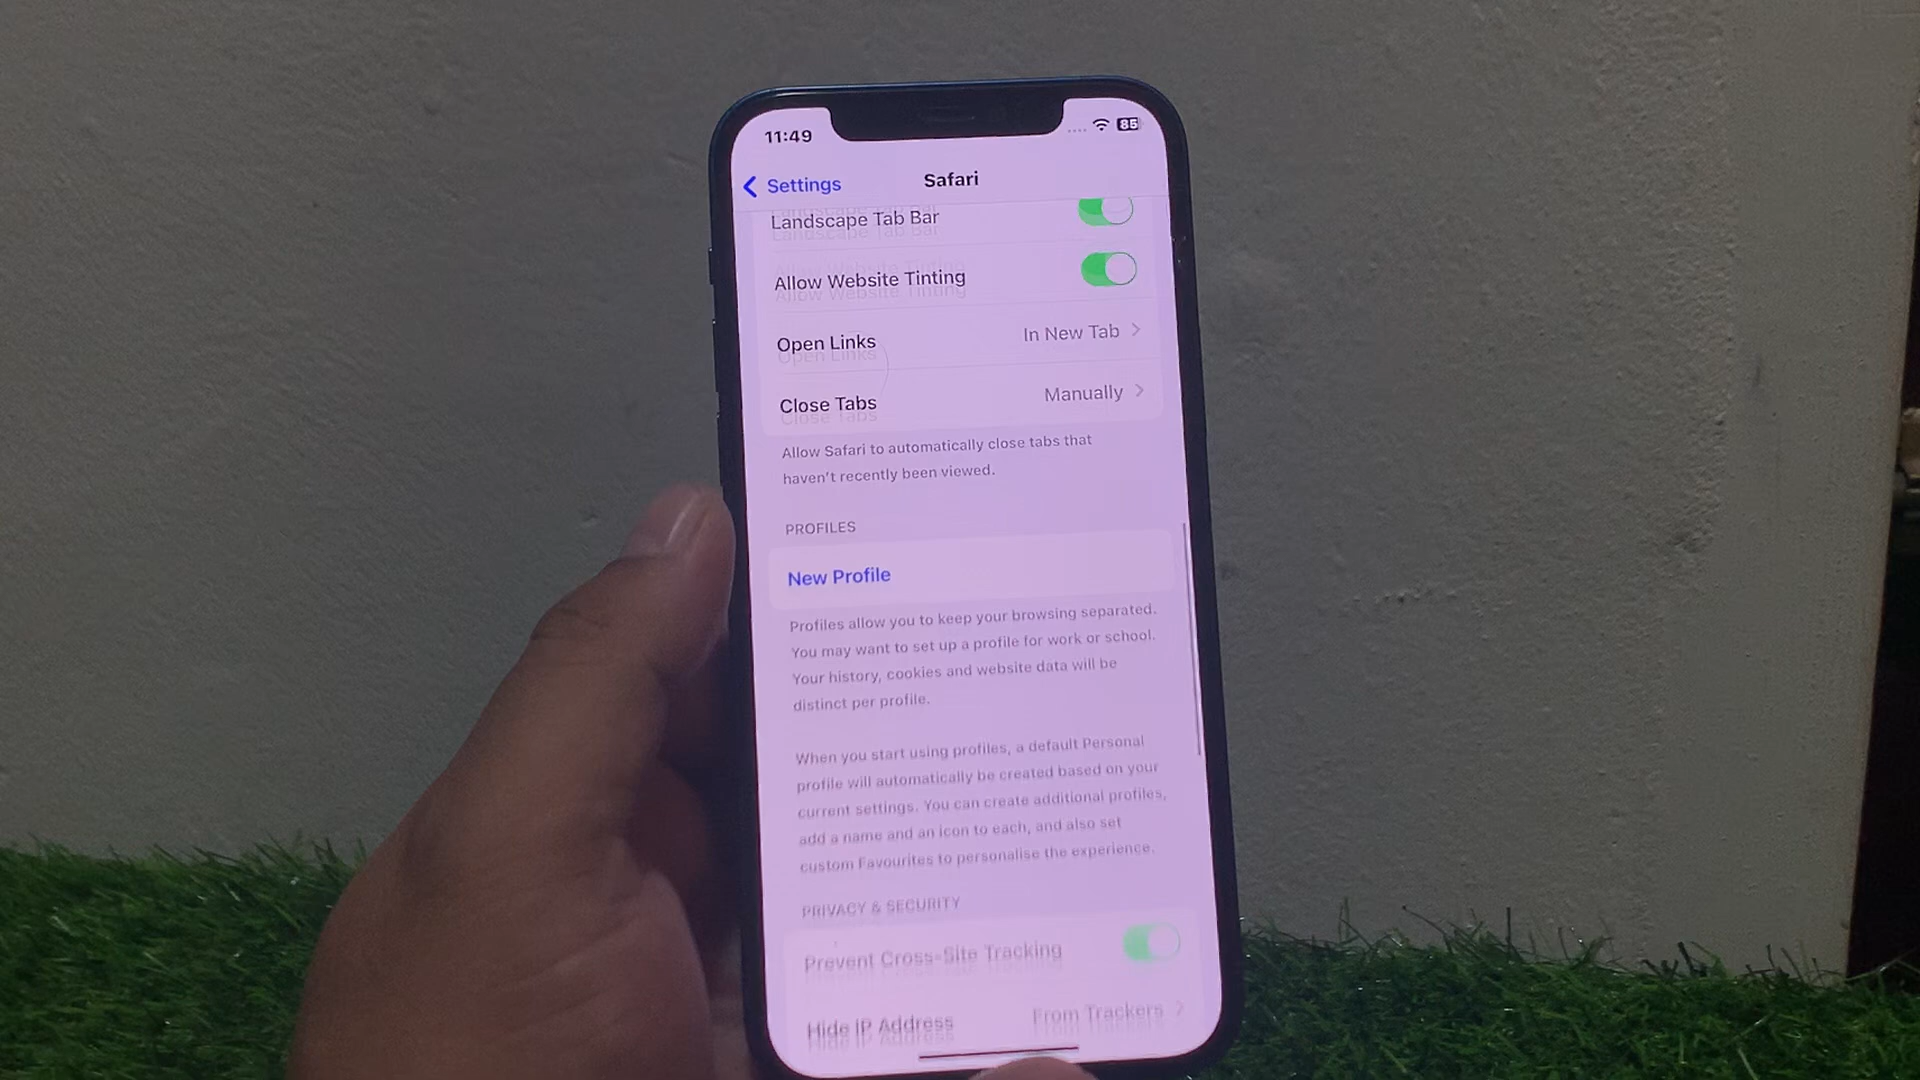 11:49
85
Settings
Safari
Landscape Tab Bar
Allow Website Tinting
Open Links
In New Tab
Close Tabs
Manually
Allow Safari to automatically close tabs that
haven't recently been viewed.
PROFILES
New Profile
Profiles allow you to keep your browsing separated.
You may want to set up a profile for work or school.
Your history, cookies and website data will be
distinct per profile.
When you start using profiles, a default Personal
profile will automatically be created based on your
current settings. You can create additional profiles,
add a name and an icon to each, and also set
custom Favourites to personalise the experience.
PRIVACY & SECURITY
Prevent Cross-Site Tracking
Hide IP Address
From Trackers